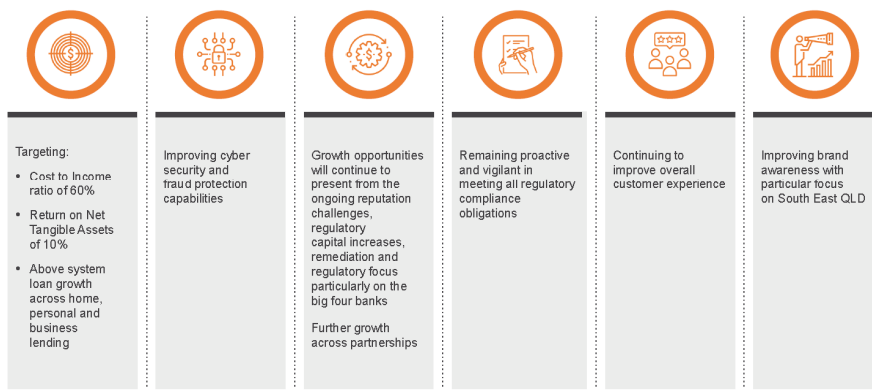 Targeting:
• Cost to Income
ratio of 60%
• Return on Net
Tangible Assets
of 10%
• Above system
loan growth
across home,
personal and
business
lending
Improving cyber
security and
fraud protection
capabilities
Growth opportunities
will continue to
present from the
ongoing reputation
challenges,
regulatory
capital increases,
remediation and
regulatory focus
particularly on the
big four banks
Further growth
across partnerships
Remaining proactive
and vigilant in
meeting all regulatory
compliance
obligations
Continuing to
improve overall
customer experience
Improving brand
awareness with
particular focus
on South East QLD